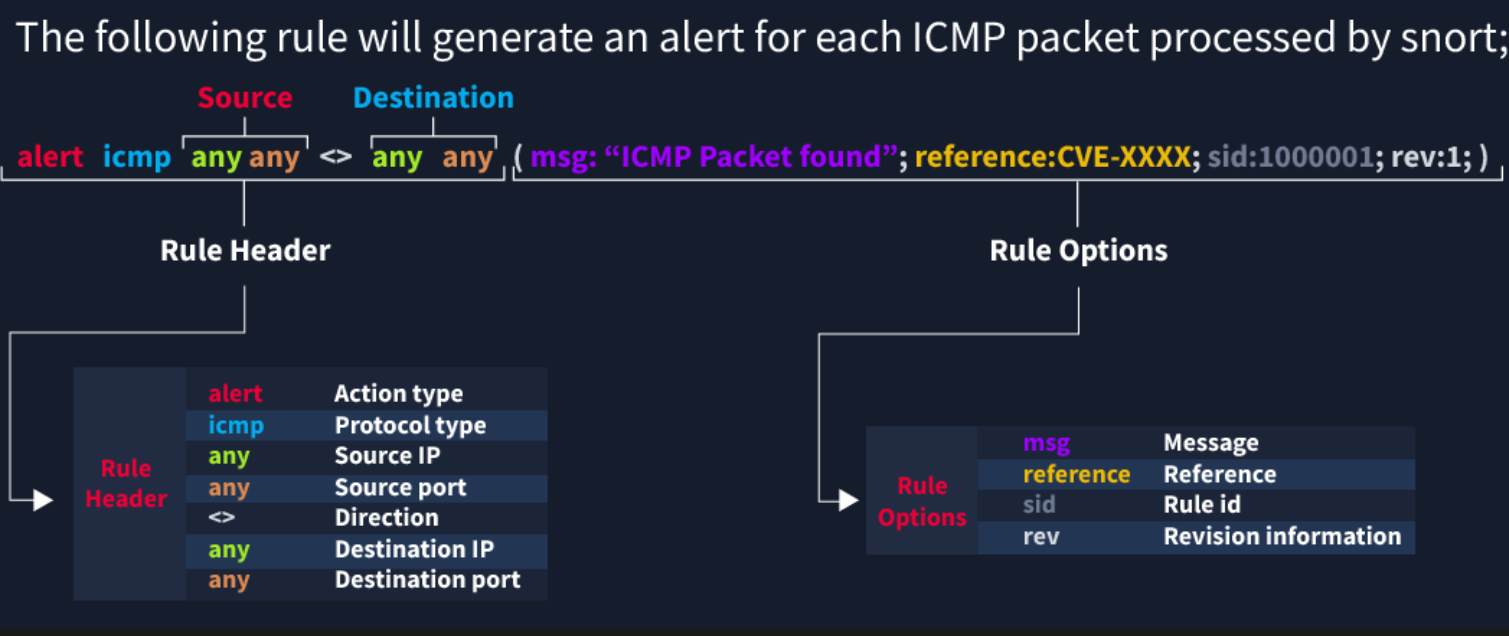 The following rule will generate an alert for each ICMP packet processed by snort;
Source Destination
alert icmp any any <> any any ( msg: “ICMP Packet found”; reference:CVE-XXXX; sid:1000001; rev:1; )
Rule Header
Rule Options
Rule
Header
alert Action type
icmp Protocol type
any Source IP
any Source port
<> Direction
any Destination IP
any Destination port
Rule
Options
msg Message
reference Reference
sid Rule id
rev Revision information